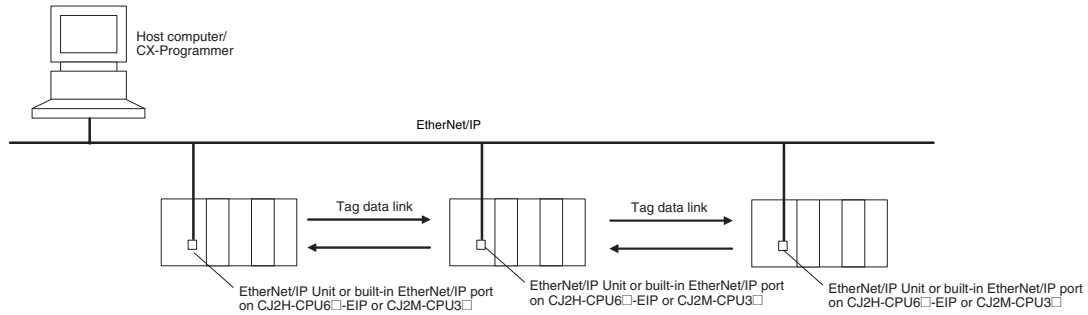 Host computer/
CX-Programmer
EtherNet/IP
Tag data link
Tag data link
EtherNet/IP Unit or built-in EtherNet/IP port
on CJ2H-CPU6□-EIP or CJ2M-CPU3□
EtherNet/IP Unit or built-in EtherNet/IP port
on CJ2H-CPU6□-EIP or CJ2M-CPU3□
EtherNet/IP Unit or built-in EtherNet/IP port
on CJ2H-CPU6□-EIP or CJ2M-CPU3□